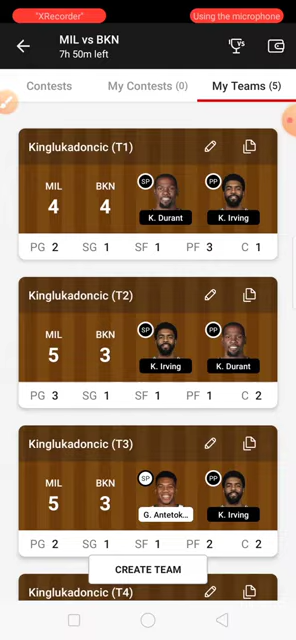 "XRecorder"
Using the microphone
MIL vs BKN
7h 50m left
VS
Contests
My Contests (0)
My Teams (5)
Kinglukadoncic (T1)
MIL
BKN
4
4
SP
PP
K. Durant
K. Irving
PG 2
SG 1
SF 1
PF 3
C 1
Kinglukadoncic (T2)
MIL
BKN
5
3
SP
PP
K. Irving
K. Durant
PG 3
SG 1
SF 1
PF 1
C 2
Kinglukadoncic (T3)
MIL
BKN
5
3
SP
PP
G. Antetok...
K. Irving
PG 2
SG 1
SF 1
PF 2
C 2
CREATE TEAM
Kinglukadoncic (T4)